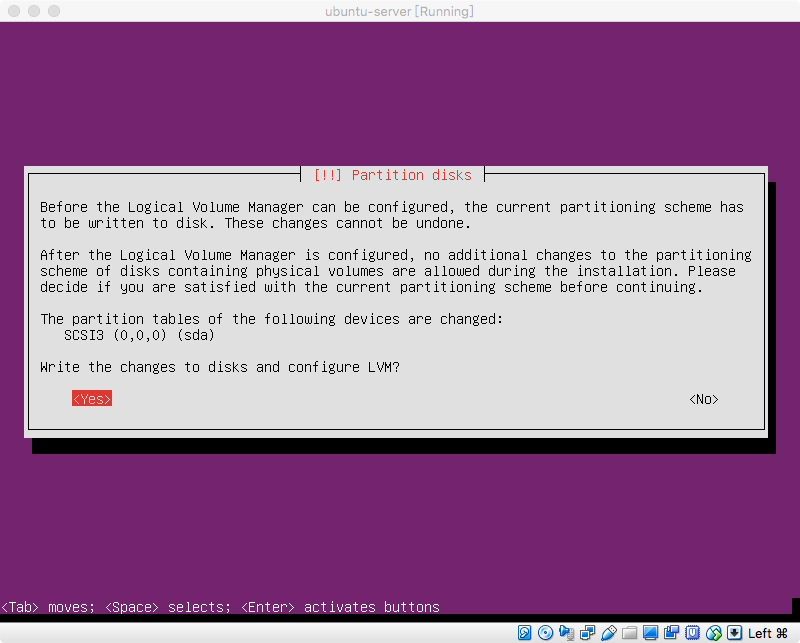 ubuntu-server [Running]
[!!] Partition disks
Before the Logical Volume Manager can be configured, the current partitioning scheme has
to be written to disk. These changes cannot be undone.
After the Logical Volume Manager is configured, no additional changes to the partitioning
scheme of disks containing physical volumes are allowed during the installation. Please
decide if you are satisfied with the current partitioning scheme before continuing.
The partition tables of the following devices are changed:
SCSI3 (0,0,0) (sda)
Write the changes to disks and configure LVM?
<Yes> <No>
<Tab> moves; <Space> selects; <Enter> activates buttons
Left ⌘